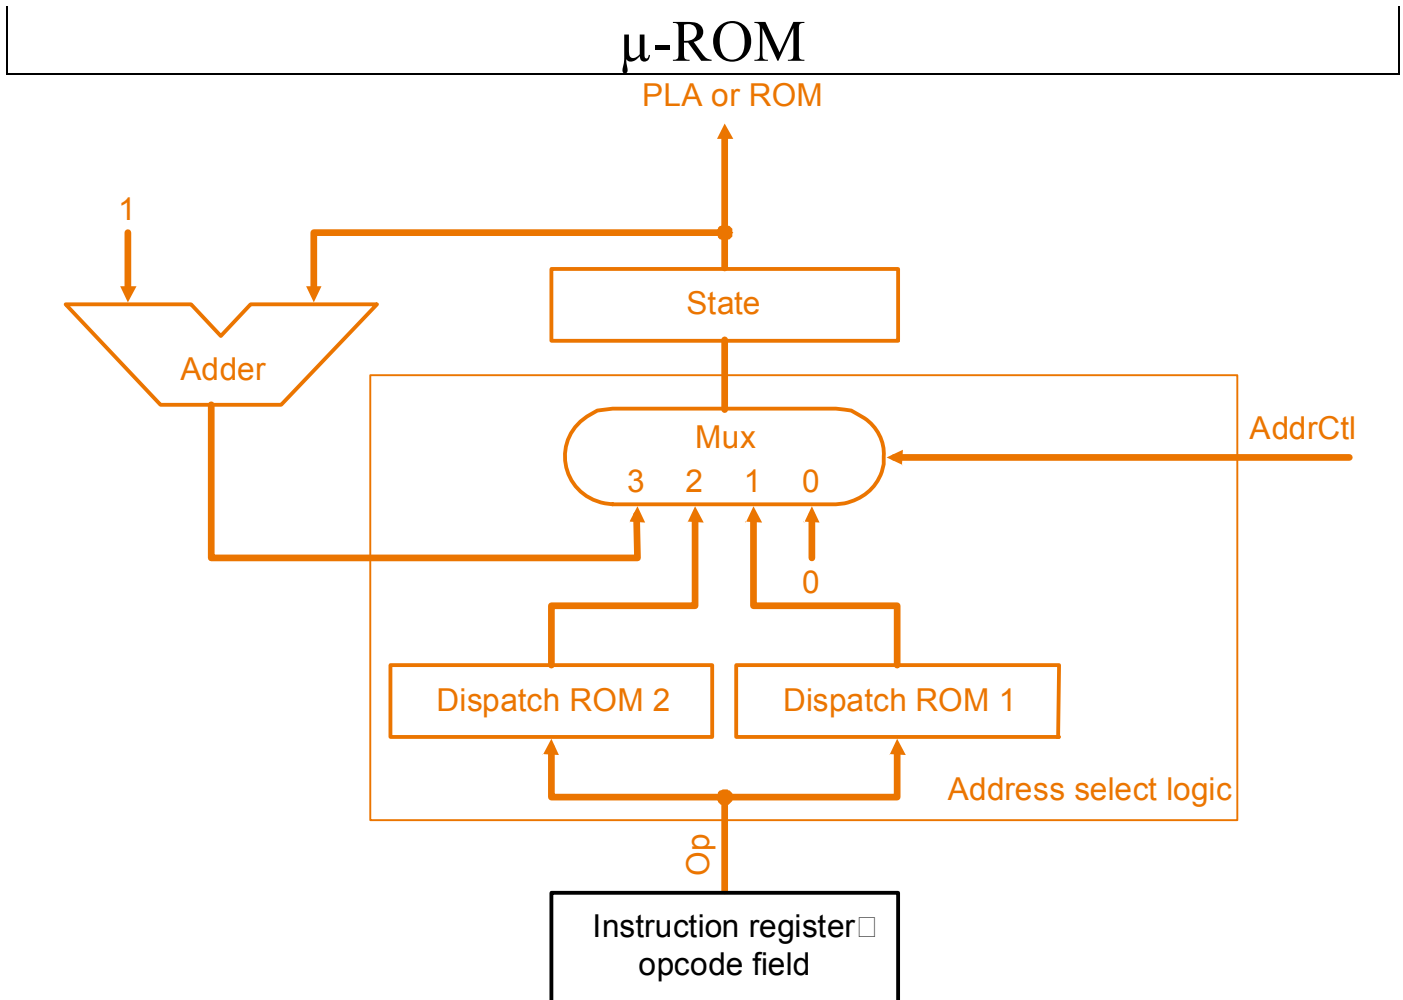 μ-ROM
PLA or ROM
1
State
Adder
Mux
AddrCtl
3 2 1 0
0
Dispatch ROM 2
Dispatch ROM 1
Address select logic
Op
Instruction register□
opcode field